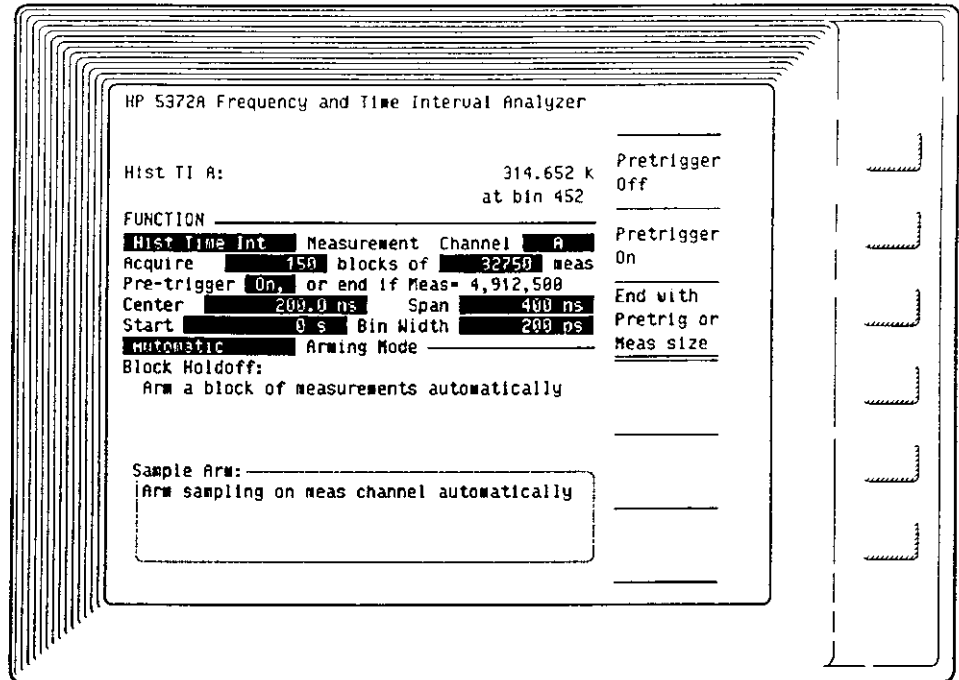 HP 5372A Frequency and Time Interval Analyzer
Hist TI A: 314.652 k
at bin 452
FUNCTION
Hist Time Int Measurement Channel A
Acquire 150 blocks of 32750 meas
Pre-trigger On, or end if Meas= 4,912,500
Center 200.0 ns Span 400 ns
Start 0 s Bin Width 200 ps
Automatic Arming Mode
Block Holdoff:
Arm a block of measurements automatically
Sample Arm:
Arm sampling on meas channel automatically
Pretrigger
Off
Pretrigger
On
End with
Pretrig or
Meas size